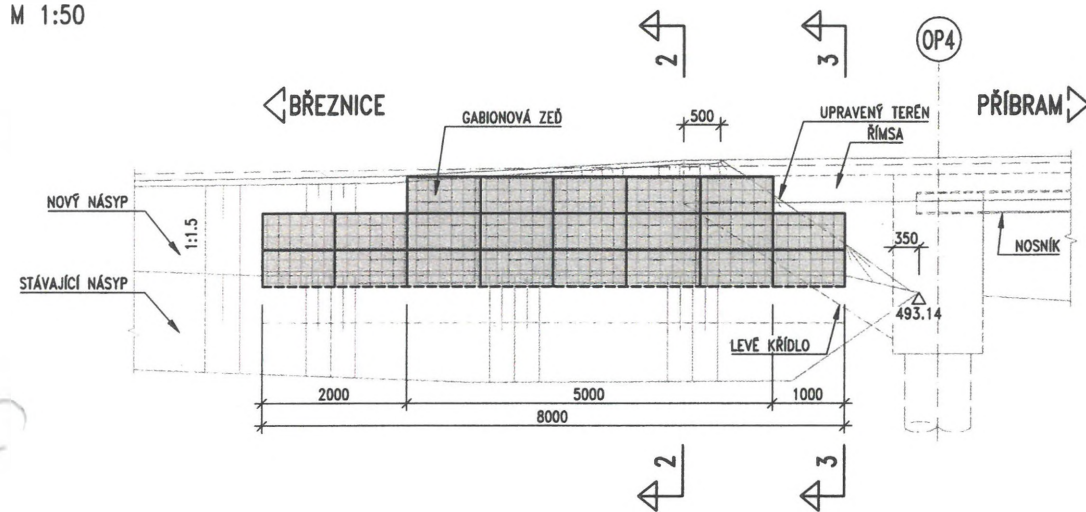 M 1:50
2
3
OP4
BŘEZNICE
PŘÍBRAM
GABIONOVÁ ZEĎ
500
UPRAVENÝ TERÉN
ŘÍMSA
NOVÝ NÁSYP
1:1.5
350
NOSNÍK
STÁVAJÍCÍ NÁSYP
493.14
LEVÉ KŘÍDLO
2000
5000
1000
8000
2
3